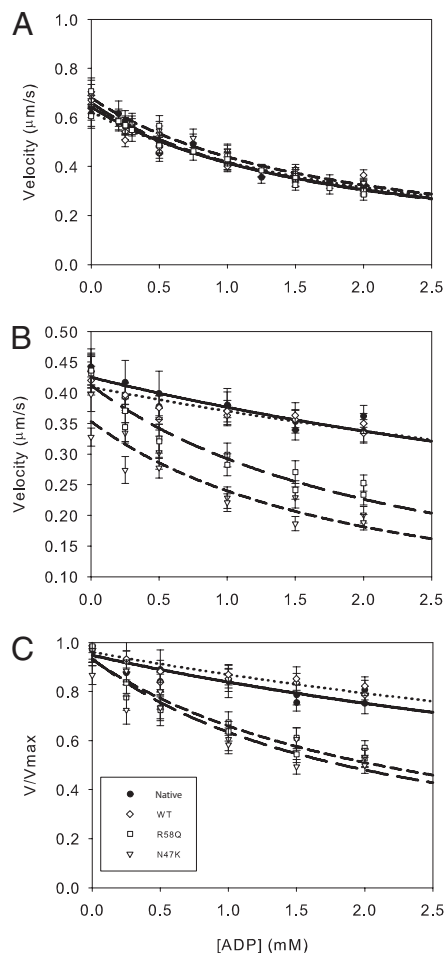 A
Velocity (µm/s)
1.0
0.8
0.6
0.4
0.2
0.0
0.0 0.5 1.0 1.5 2.0 2.5
B
Velocity (µm/s)
0.50
0.45
0.40
0.35
0.30
0.25
0.20
0.15
0.10
0.0 0.5 1.0 1.5 2.0 2.5
C
V/Vmax
1.0
0.8
0.6
0.4
0.2
0.0
Native
WT
R58Q
N47K
0.0 0.5 1.0 1.5 2.0 2.5
[ADP] (mM)